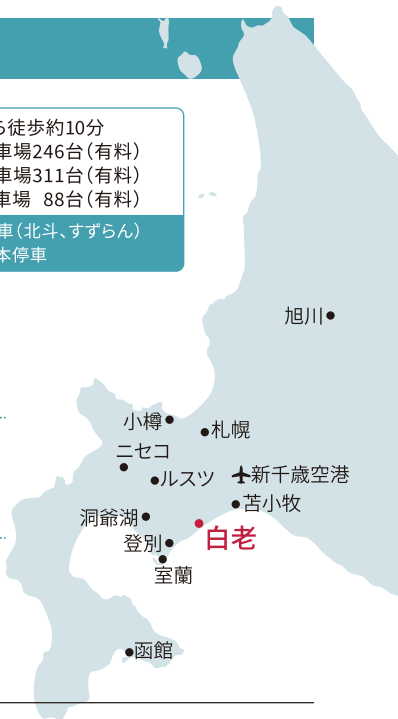 ら徒歩約10分
車場246台（有料）
車場311台（有料）
車場 88台（有料）
車（北斗、すずらん）
本停車
旭川
小樽
札幌
ニセコ
ルスツ
新千歳空港
苫小牧
洞爺湖
白老
登別
室蘭
函館